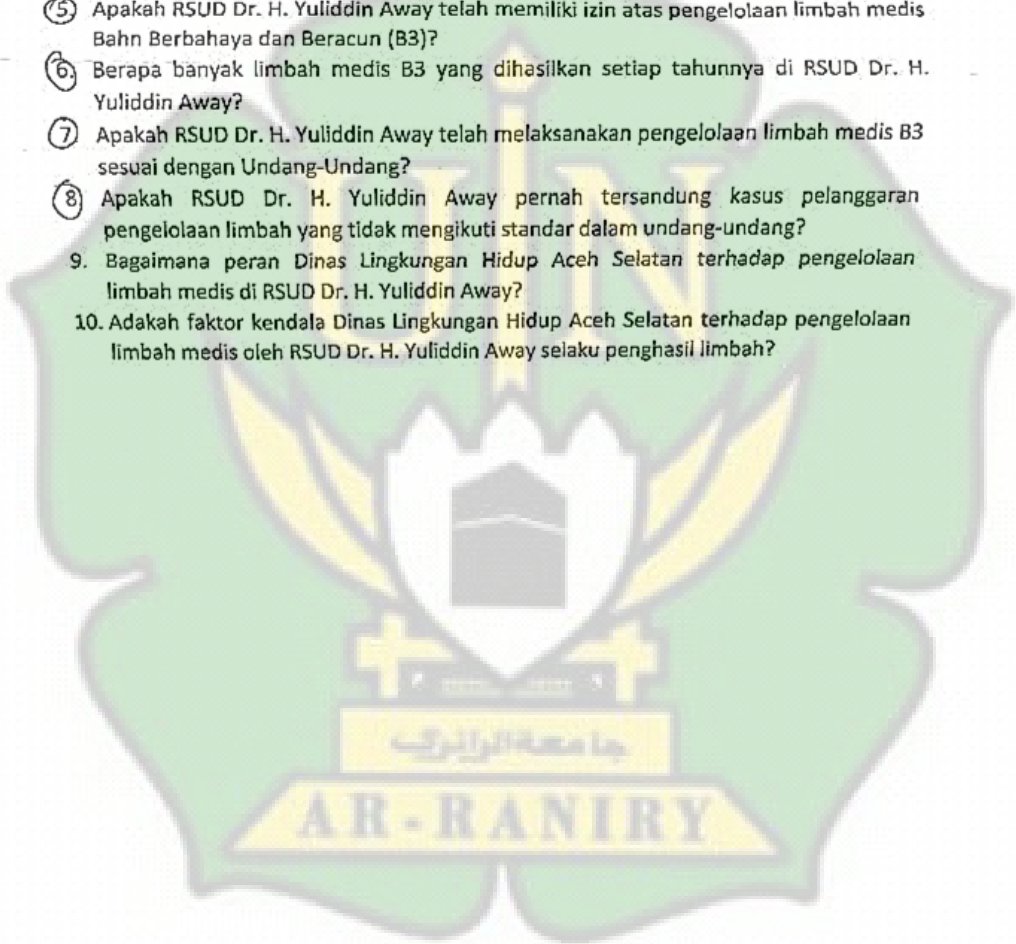 5. Apakah RSUD Dr. H. Yuliddin Away telah memiliki izin atas pengelolaan limbah medis
Bahn Berbahaya dan Beracun (B3)?
6. Berapa banyak limbah medis B3 yang dihasilkan setiap tahunnya di RSUD Dr. H.
Yuliddin Away?
7. Apakah RSUD Dr. H. Yuliddin Away telah melaksanakan pengelolaan limbah medis B3
sesuai dengan Undang-Undang?
8. Apakah RSUD Dr. H. Yuliddin Away pernah tersandung kasus pelanggaran
pengelolaan limbah yang tidak mengikuti standar dalam undang-undang?
9. Bagaimana peran Dinas Lingkungan Hidup Aceh Selatan terhadap pengelolaan
limbah medis di RSUD Dr. H. Yuliddin Away?
10. Adakah faktor kendala Dinas Lingkungan Hidup Aceh Selatan terhadap pengelolaan
limbah medis oleh RSUD Dr. H. Yuliddin Away selaku penghasil limbah?
UIN
جامعة الرانري
AR-RANIRY